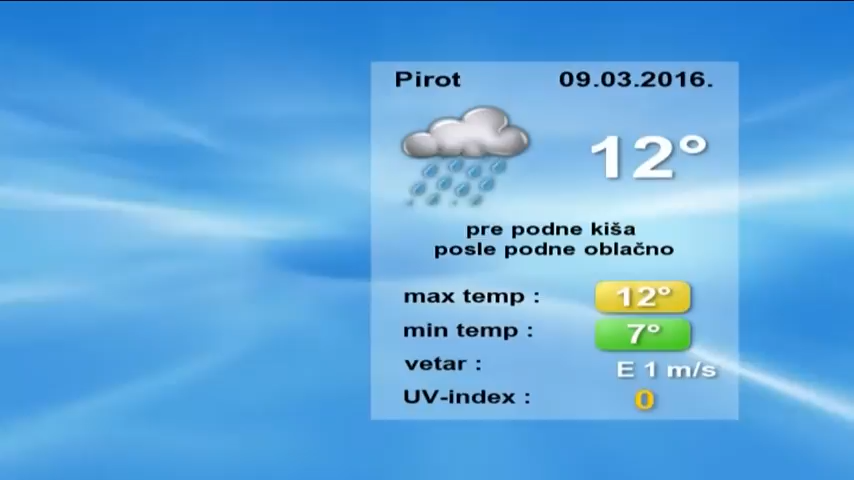 Pirot 09.03.2016.
12°
pre podne kiša
posle podne oblačno
max temp : 12°
min temp : 7°
vetar : E 1 m/s
UV-index : 0